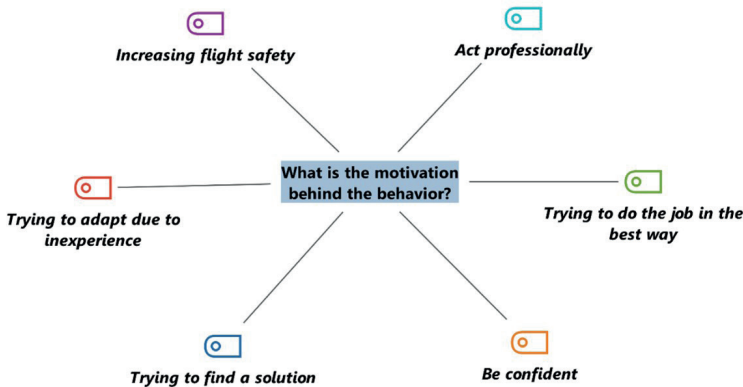 Increasing flight safety
Act professionally
What is the motivation
behind the behavior?
Trying to adapt due to
inexperience
Trying to do the job in the
best way
Trying to find a solution
Be confident